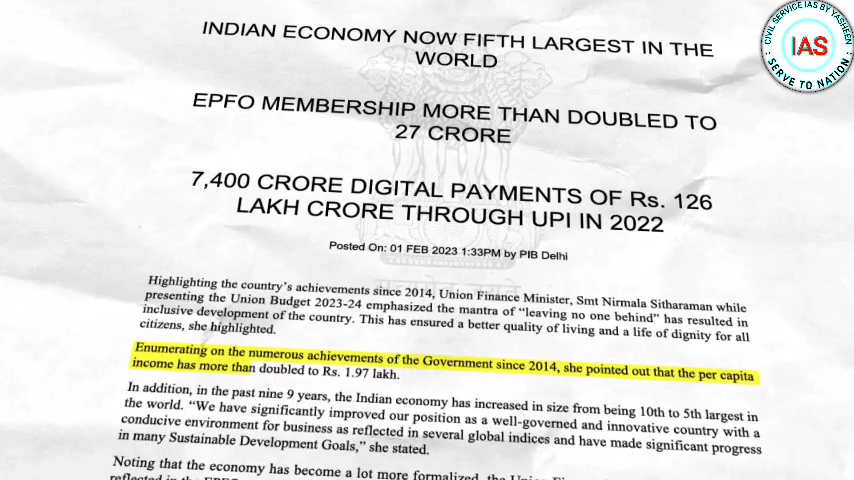 CIVIL SERVICE IAS BY YASHEEN
IAS
SERVE TO NATION
INDIAN ECONOMY NOW FIFTH LARGEST IN THE
WORLD
EPFO MEMBERSHIP MORE THAN DOUBLED TO
27 CRORE
7,400 CRORE DIGITAL PAYMENTS OF Rs. 126
LAKH CRORE THROUGH UPI IN 2022
Posted On: 01 FEB 2023 1:33PM by PIB Delhi
Highlighting the country's achievements since 2014, Union Finance Minister, Smt Nirmala Sitharaman while
presenting the Union Budget 2023-24 emphasized the mantra of "leaving no one behind" has resulted in
inclusive development of the country. This has ensured a better quality of living and a life of dignity for all
citizens, she highlighted.
Enumerating on the numerous achievements of the Government since 2014, she pointed out that the per capita
income has more than doubled to Rs. 1.97 lakh.
In addition, in the past nine 9 years, the Indian economy has increased in size from being 10th to 5th largest in
the world. "We have significantly improved our position as a well-governed and innovative country with a
conducive environment for business as reflected in several global indices and have made significant progress
in many Sustainable Development Goals," she stated.
Noting that the economy has become a lot more formalized, the